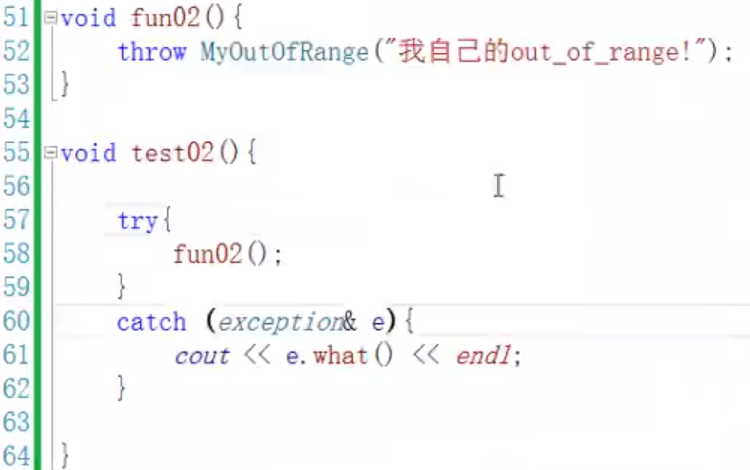 51 void fun02(){
52 throw MyOutOfRange("我自己的out_of_range!");
53 }
54
55 void test02(){
56
57 try{
58 fun02();
59 }
60 catch (exception& e){
61 cout << e.what() << endl;
62 }
63
64 }